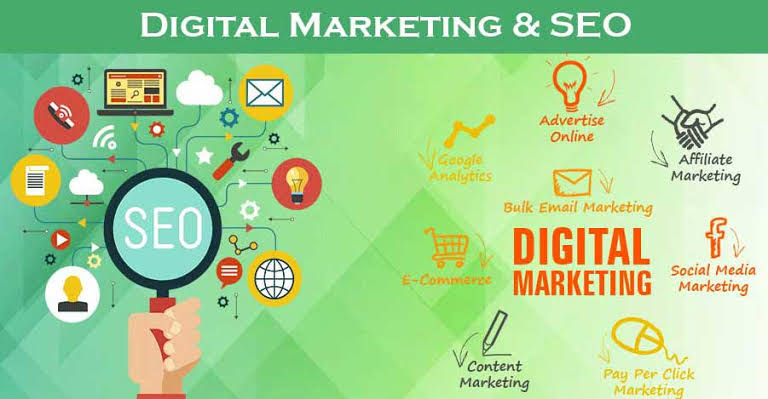 DIGITAL MARKETING & SEO
SEO
Advertise
Online
Google
Analytics
Affiliate
Marketing
Bulk Email Marketing
E-Commerce
DIGITAL
MARKETING
Social Media
Marketing
Content
Marketing
Pay Per Click
Marketing